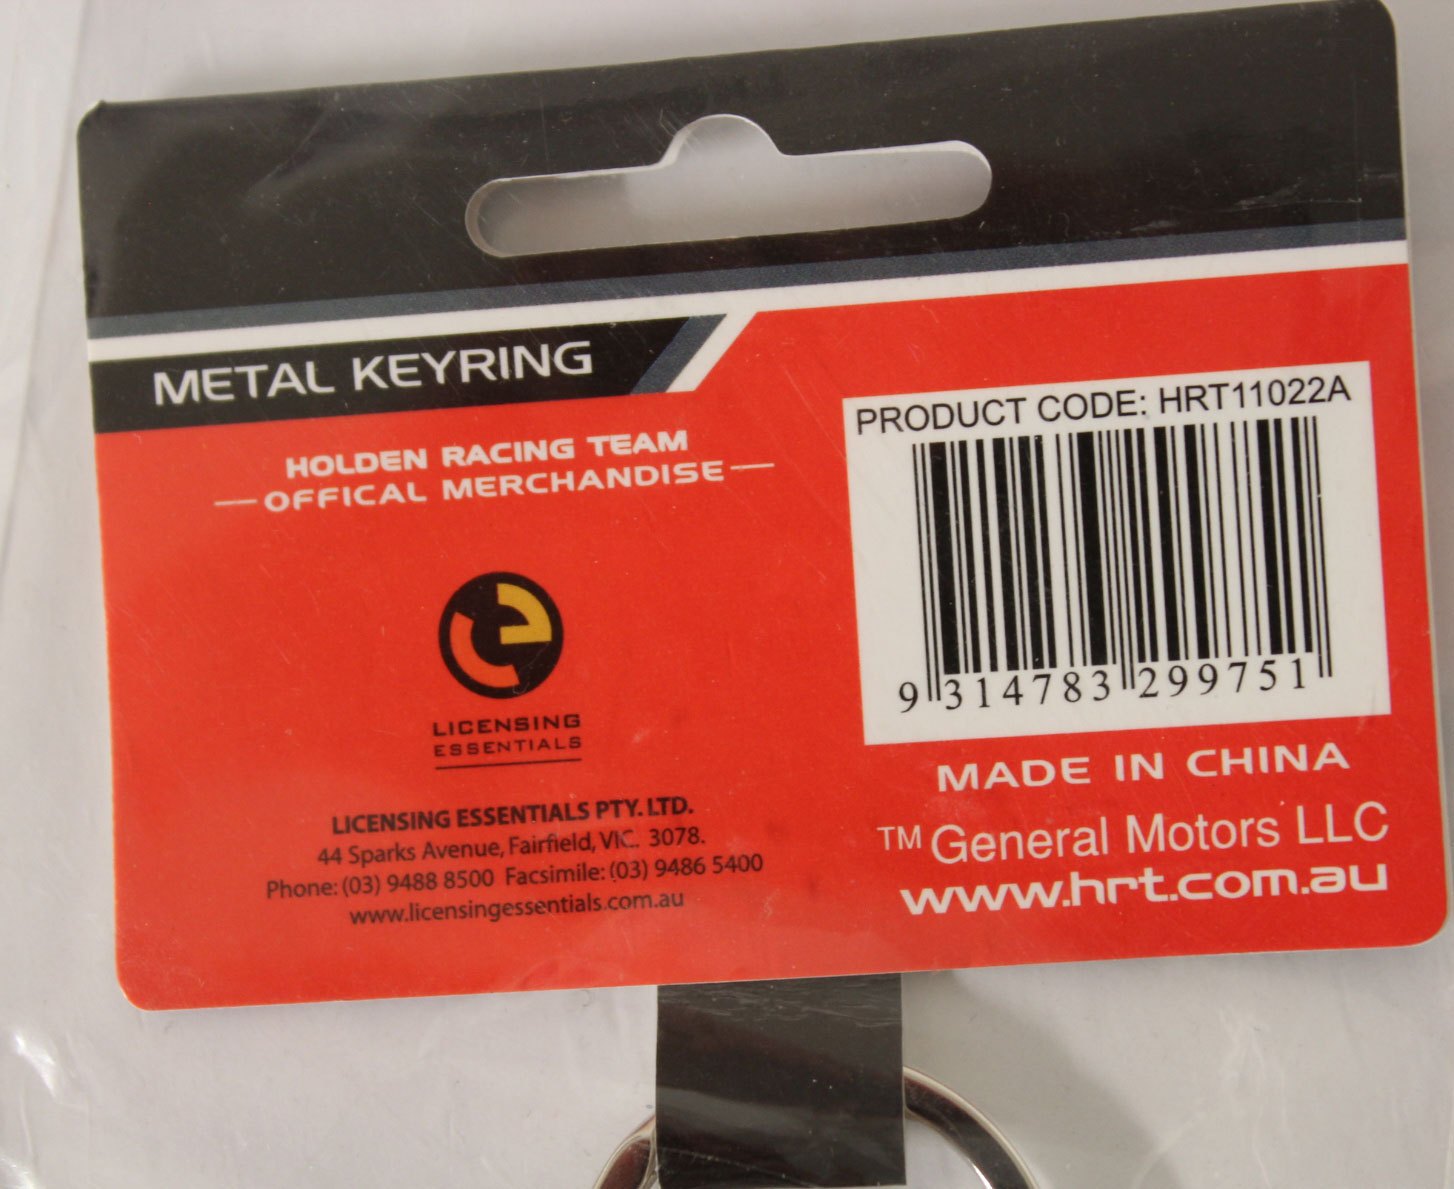 METAL KEYRING
HOLDEN RACING TEAM
OFFICAL MERCHANDISE
LICENSING
ESSENTIALS
LICENSING ESSENTIALS PTY. LTD.
44 Sparks Avenue, Fairfield, VIC. 3078.
Phone: (03) 9488 8500 Facsimile: (03) 9486 5400
www.licensingessentials.com.au
PRODUCT CODE: HRT11022A
9 314783 299751
MADE IN CHINA
TM General Motors LLC
www.hrt.com.au